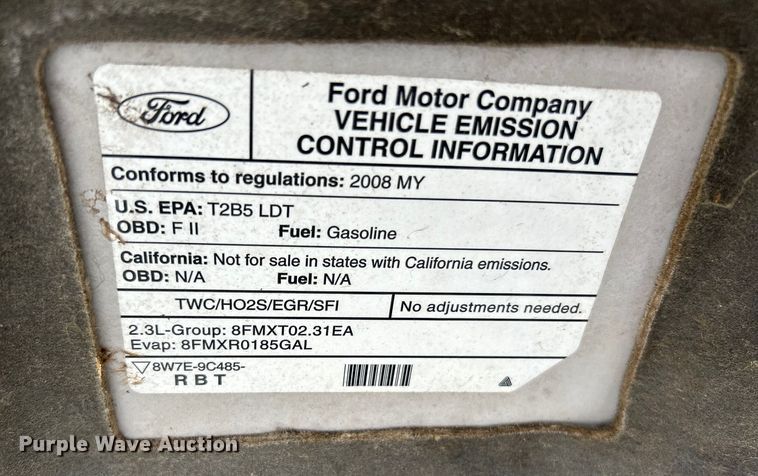 Ford
Ford Motor Company
VEHICLE EMISSION
CONTROL INFORMATION
Conforms to regulations: 2008 MY
U.S. EPA: T2B5 LDT
OBD: F II Fuel: Gasoline
California: Not for sale in states with California emissions.
OBD: N/A Fuel: N/A
TWC/HO2S/EGR/SFI No adjustments needed.
2.3L-Group: 8FMXT02.31EA
Evap: 8FMXR0185GAL
8W7E-9C485-
R B T
Purple Wave Auction